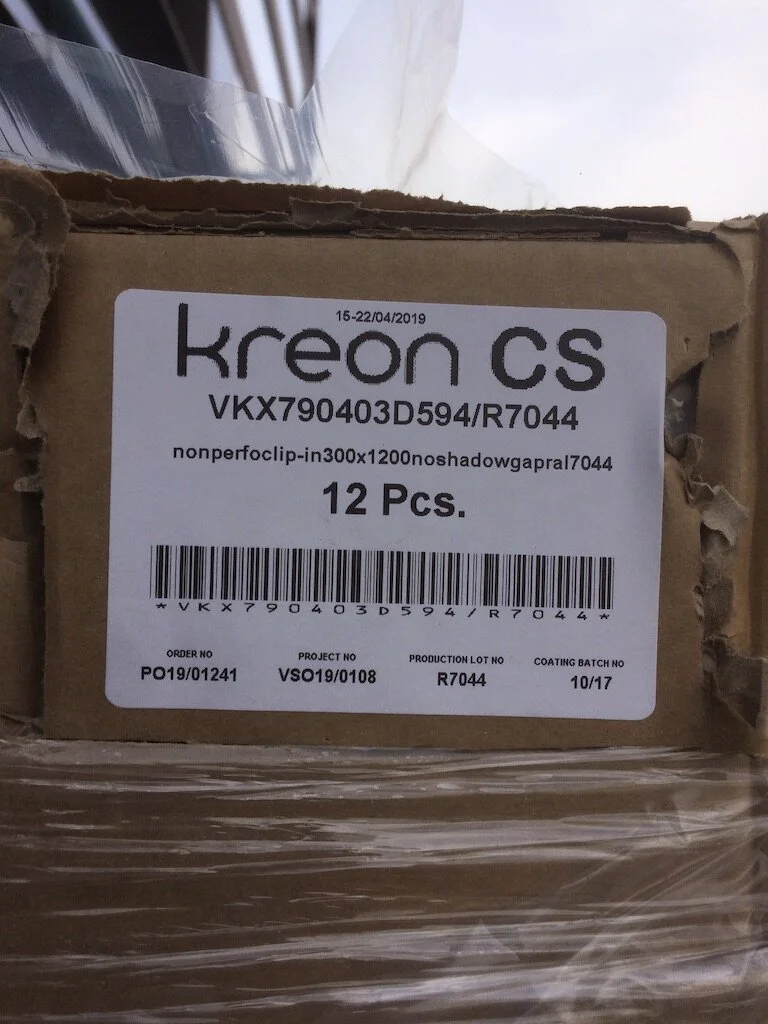 15-22/04/2019
kreon CS
VKX790403D594/R7044
nonperfoclip-in300x1200noshadowgapral7044
12 Pcs.
*VKX790403D594/R7044*
ORDER NO PROJECT NO PRODUCTION LOT NO COATING BATCH NO
PO19/01241 VSO19/0108 R7044 10/17